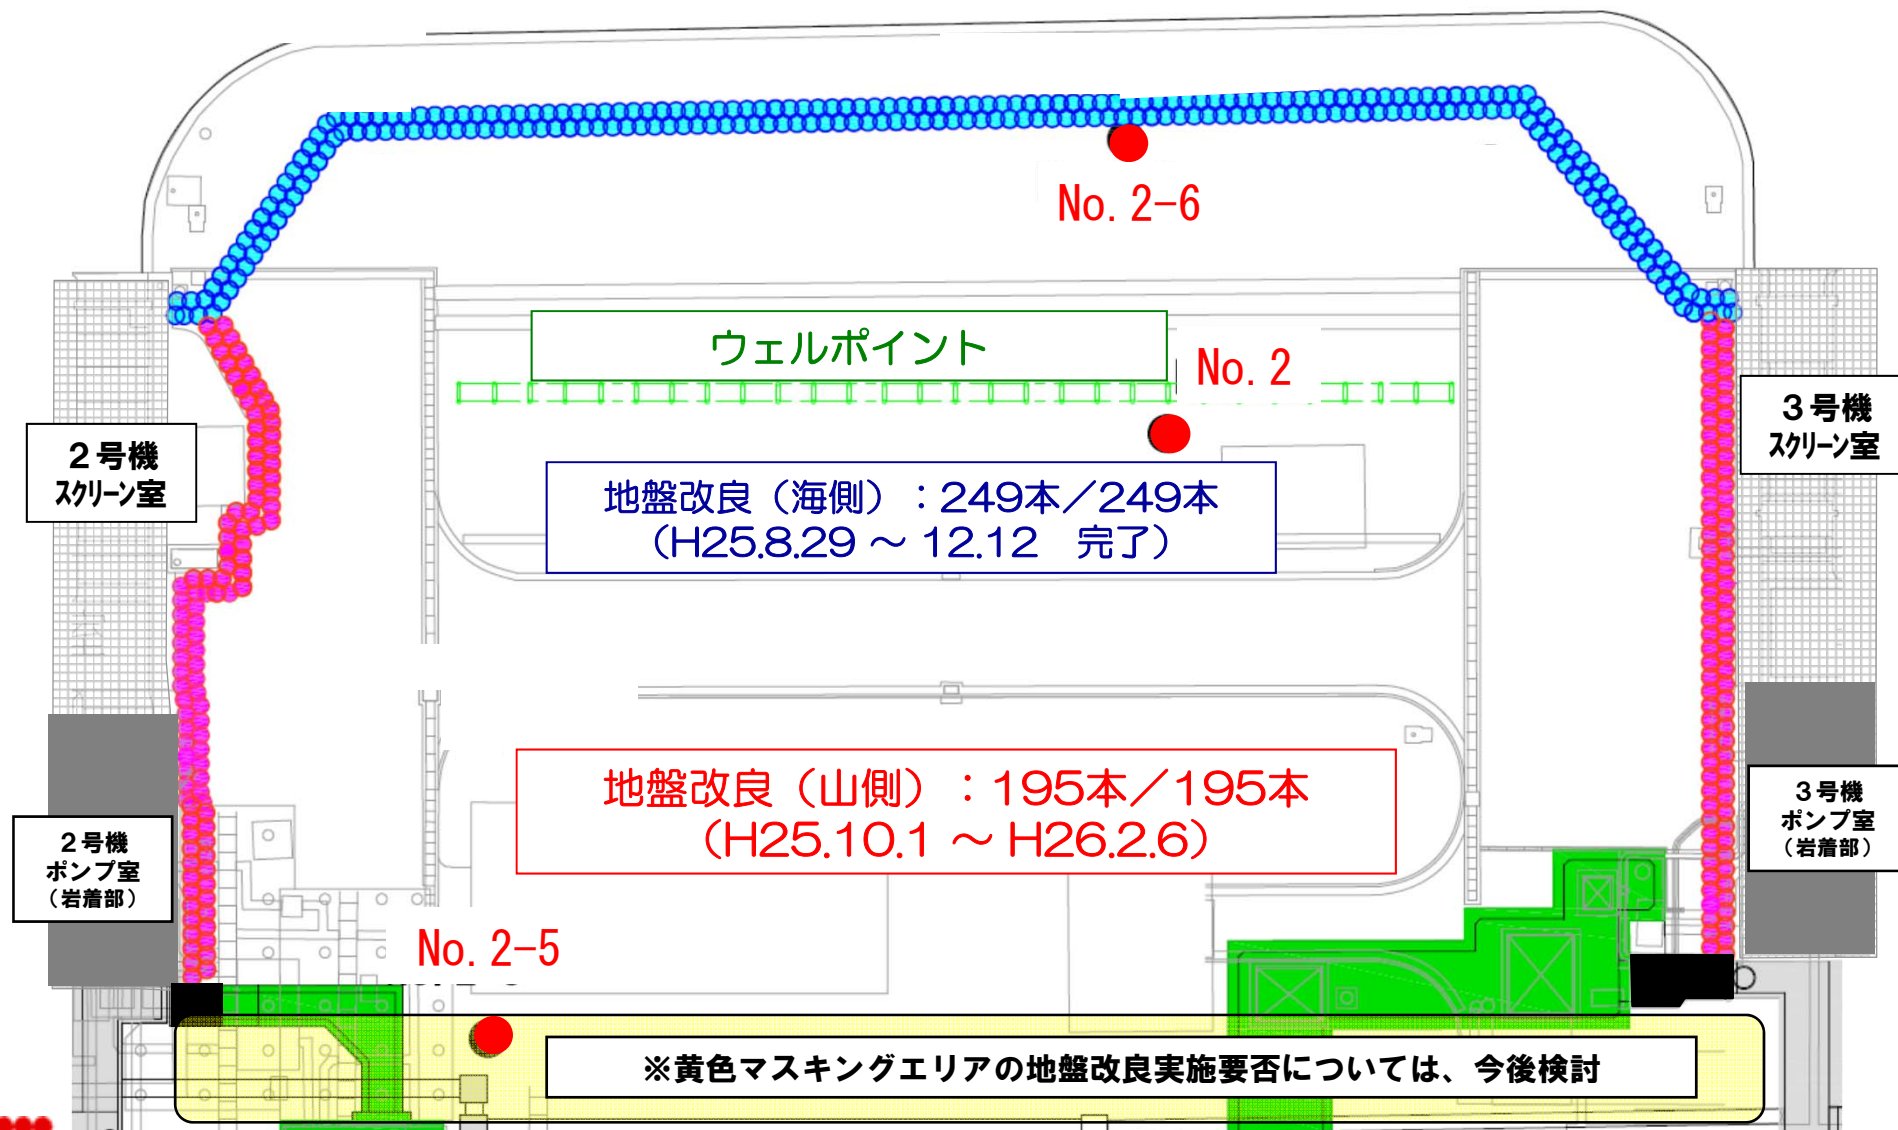 No. 2-6
ウェルポイント
No. 2
2号機
スクリーン室
3号機
スクリーン室
地盤改良（海側）：249本／249本
（H25.8.29 ～ 12.12　完了）
地盤改良（山側）：195本／195本
（H25.10.1 ～ H26.2.6）
2号機
ポンプ室
（岩着部）
3号機
ポンプ室
（岩着部）
No. 2-5
※黄色マスキングエリアの地盤改良実施要否については、今後検討